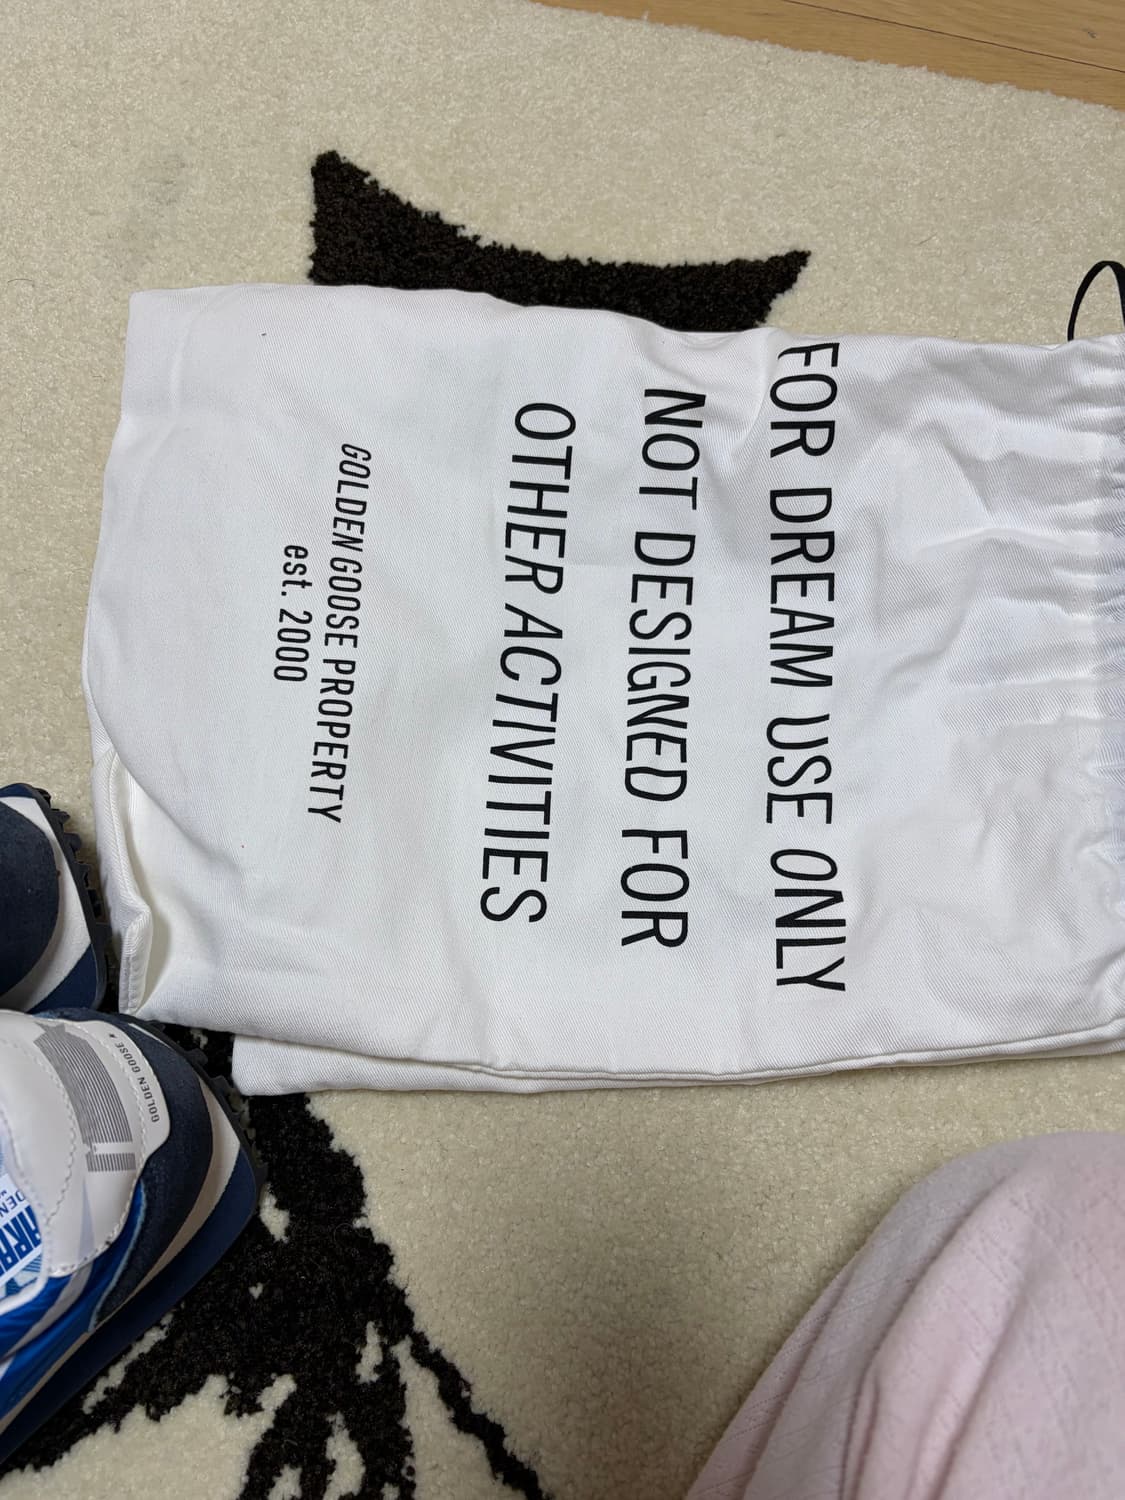 FOR DREAM USE ONLY
NOT DESIGNED FOR
OTHER ACTIVITIES
GOLDEN GOOSE PROPERTY
est. 2000
GOLDEN GOOSE